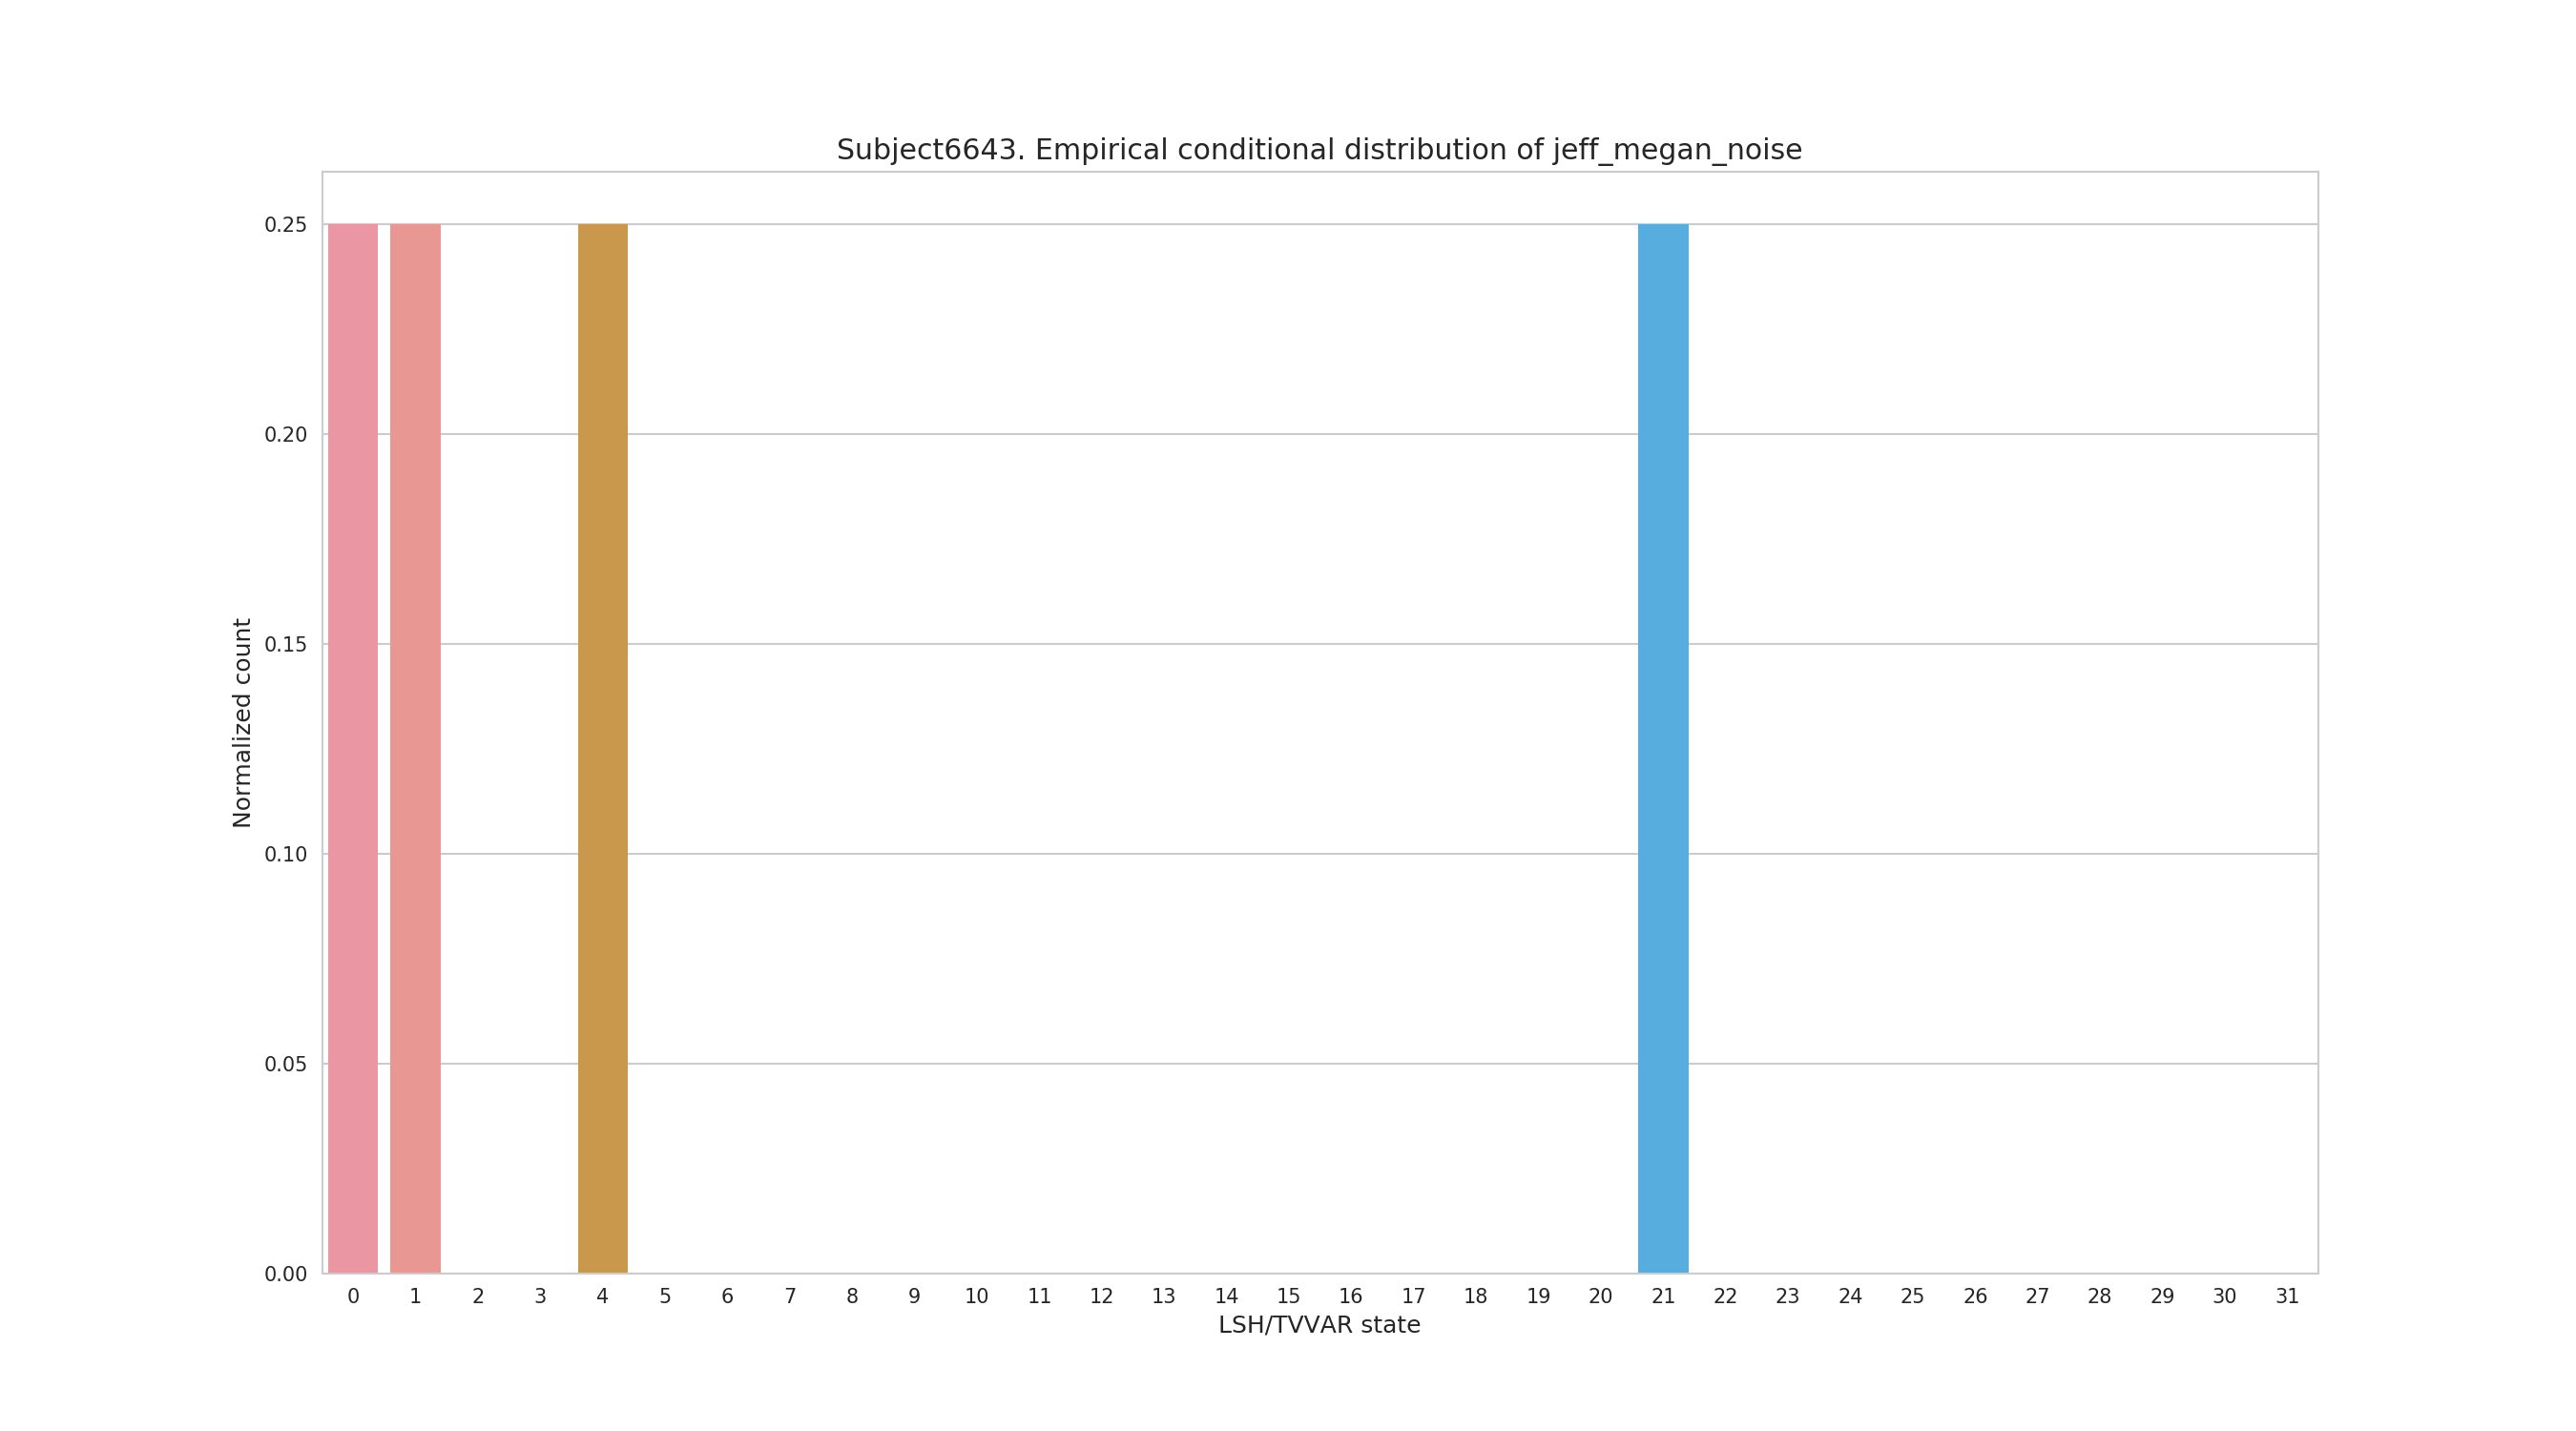 Subject6643. Empirical conditional distribution of jeff_megan_noise
Normalized count
0.25
0.20
0.15
0.10
0.05
0.00
0 1 2 3 4 5 6 7 8 9 10 11 12 13 14 15 16 17 18 19 20 21 22 23 24 25 26 27 28 29 30 31
LSH/TVVAR state